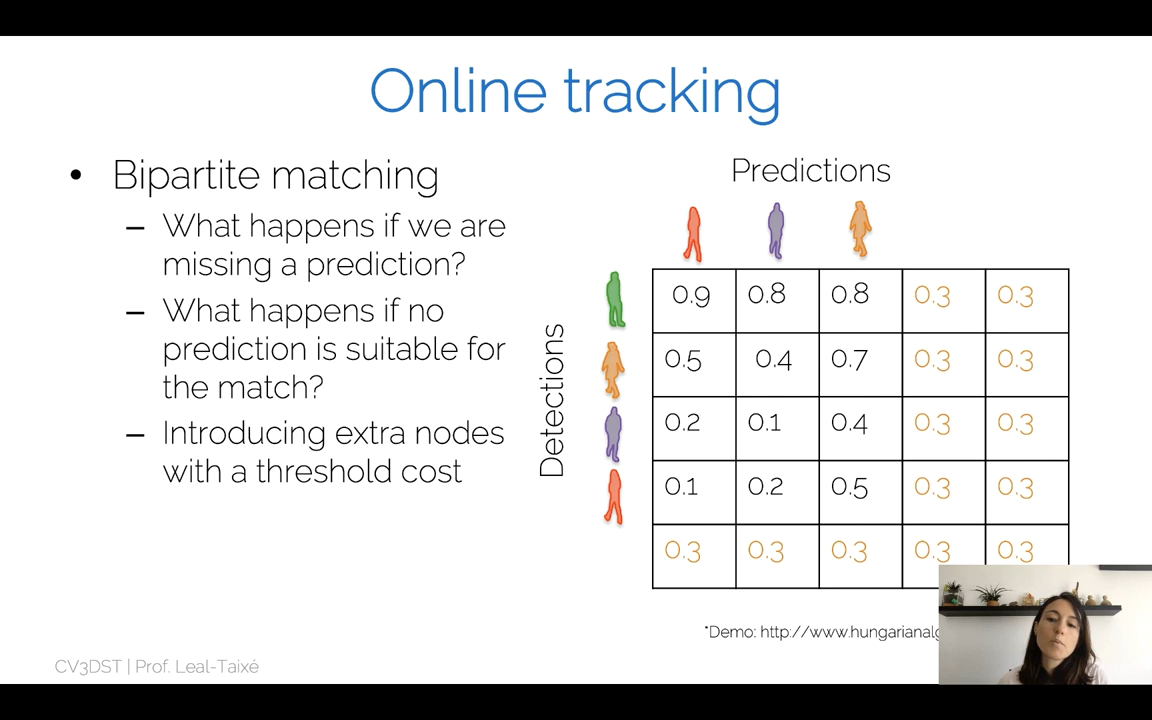 Online tracking
• Bipartite matching
– What happens if we are
missing a prediction?
– What happens if no
prediction is suitable for
the match?
– Introducing extra nodes
with a threshold cost
Predictions
Detections
0.9 0.8 0.8 0.3 0.3
0.5 0.4 0.7 0.3 0.3
0.2 0.1 0.4 0.3 0.3
0.1 0.2 0.5 0.3 0.3
0.3 0.3 0.3 0.3 0.3
*Demo: http://www.hungarianalg
CV3DST | Prof. Leal-Taixé